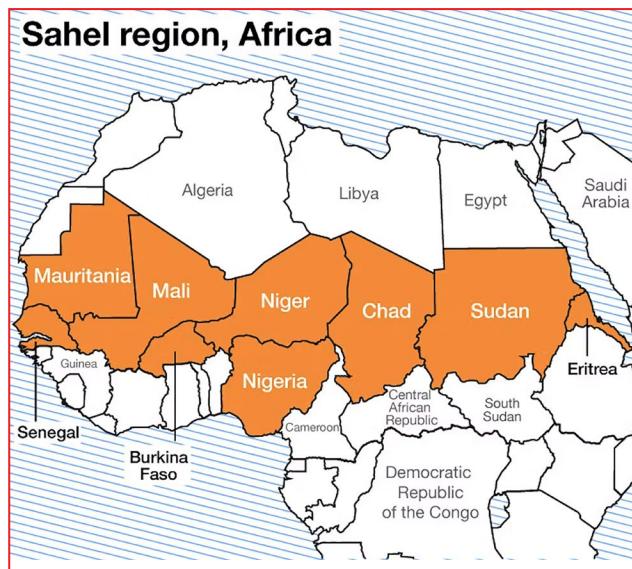 Sahel region, Africa
Algeria
Libya
Egypt
Saudi
Arabia
Mauritania
Mali
Niger
Chad
Sudan
Eritrea
Guinea
Nigeria
Senegal
Burkina
Faso
Cameroon
Central
African
Republic
South
Sudan
Democratic
Republic
of the Congo